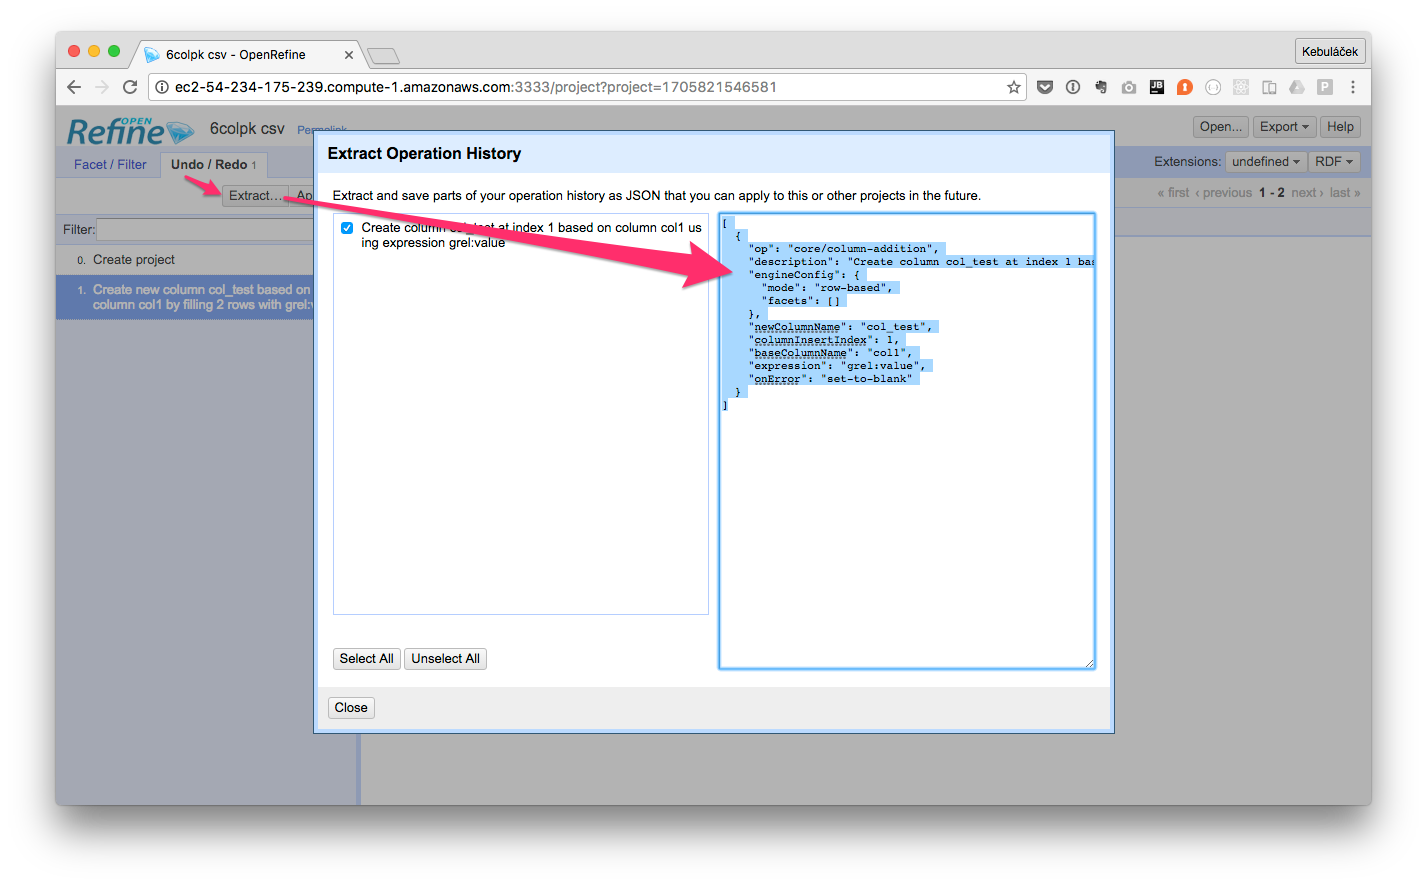 6colpk csv - OpenRefine
Kebuláček
ec2-54-234-175-239.compute-1.amazonaws.com:3333/project?project=1705821546581
JB
P
OPEN
Refine
6colpk csv
Permalink
Open...
Export
Help
Facet / Filter
Undo / Redo 1
Extensions:
undefined
RDF
Extract...
Ap
« first ‹ previous 1 - 2 next › last »
Filter:
0. Create project
1. Create new column col_test based on
column col1 by filling 2 rows with grel:v
Extract Operation History
Extract and save parts of your operation history as JSON that you can apply to this or other projects in the future.
Create column col_test at index 1 based on column col1 us
ing expression grel:value
[
{
"op": "core/column-addition",
"description": "Create column col_test at index 1 bas
"engineConfig": {
"mode": "row-based",
"facets": []
},
"newColumnName": "col_test",
"columnInsertIndex": 1,
"baseColumnName": "col1",
"expression": "grel:value",
"onError": "set-to-blank"
}
]
Select All
Unselect All
Close